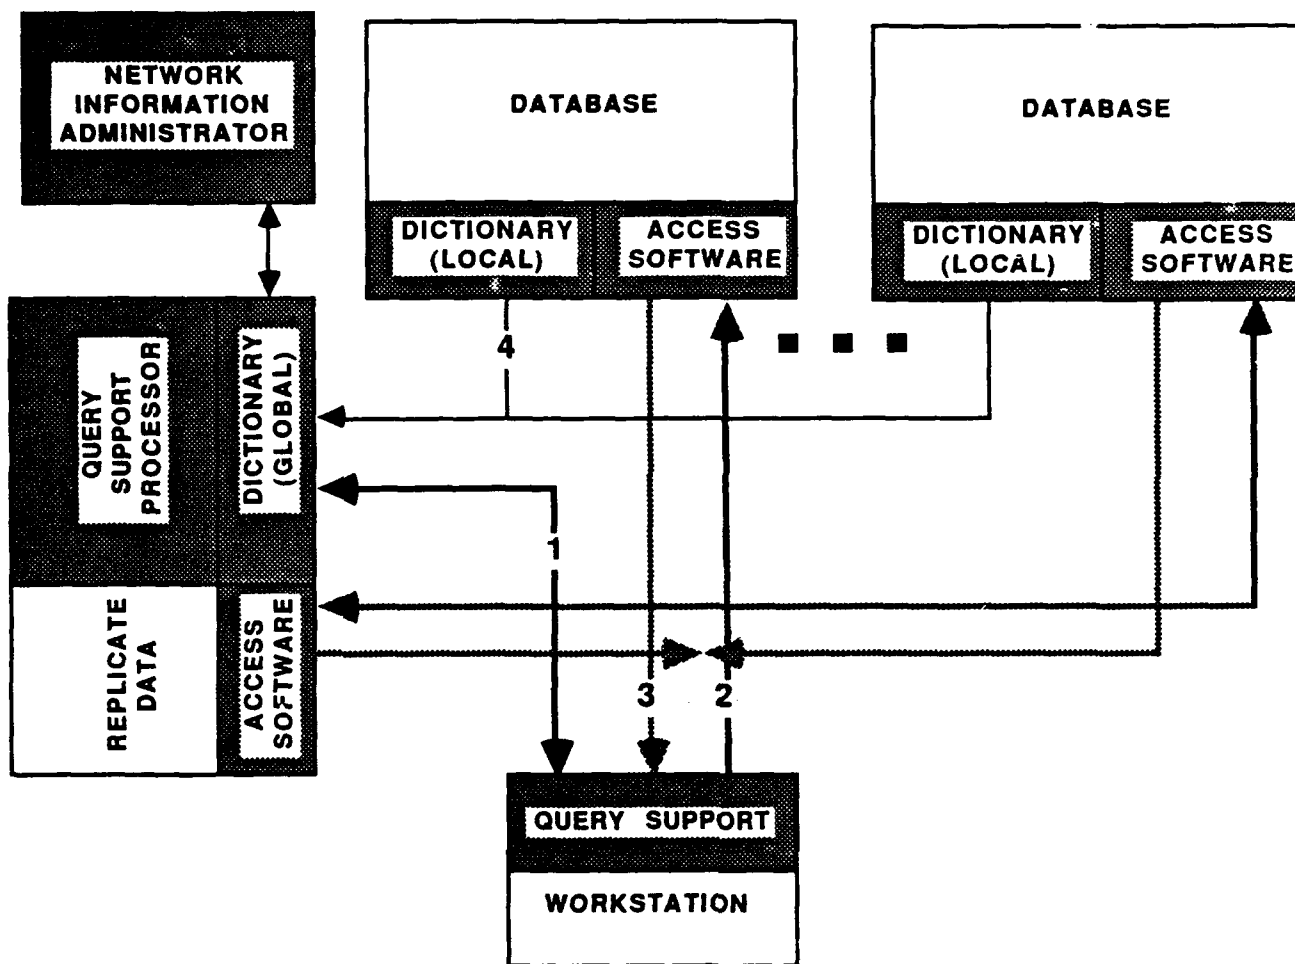 NETWORK
INFORMATION
ADMINISTRATOR
DATABASE
DATABASE
DICTIONARY
(LOCAL)
ACCESS
SOFTWARE
DICTIONARY
(LOCAL)
ACCESS
SOFTWARE
4
QUERY
SUPPORT
PROCESSOR
DICTIONARY
(GLOBAL)
1
REPLICATE
DATA
ACCESS
SOFTWARE
3
2
QUERY SUPPORT
WORKSTATION